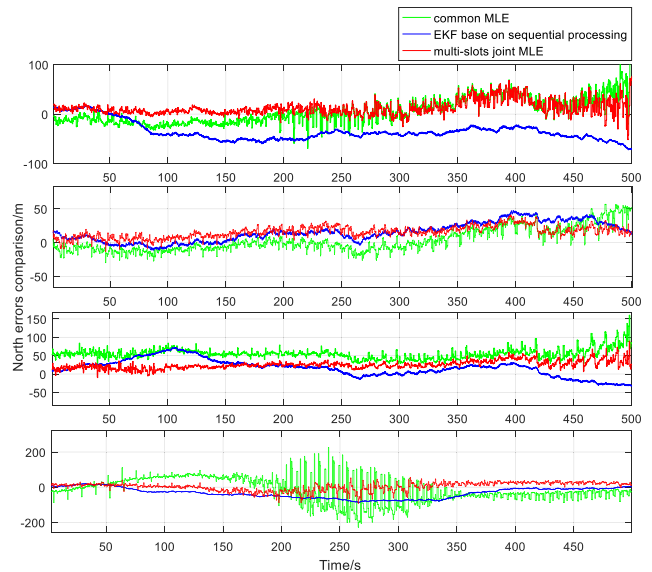 common MLE
EKF base on sequential processing
multi-slots joint MLE
100
0
-100
50 100 150 200 250 300 350 400 450 500
50
0
-50
50 100 150 200 250 300 350 400 450 500
North errors comparison/m
150
100
50
0
-50
50 100 150 200 250 300 350 400 450 500
200
0
-200
50 100 150 200 250 300 350 400 450
Time/s